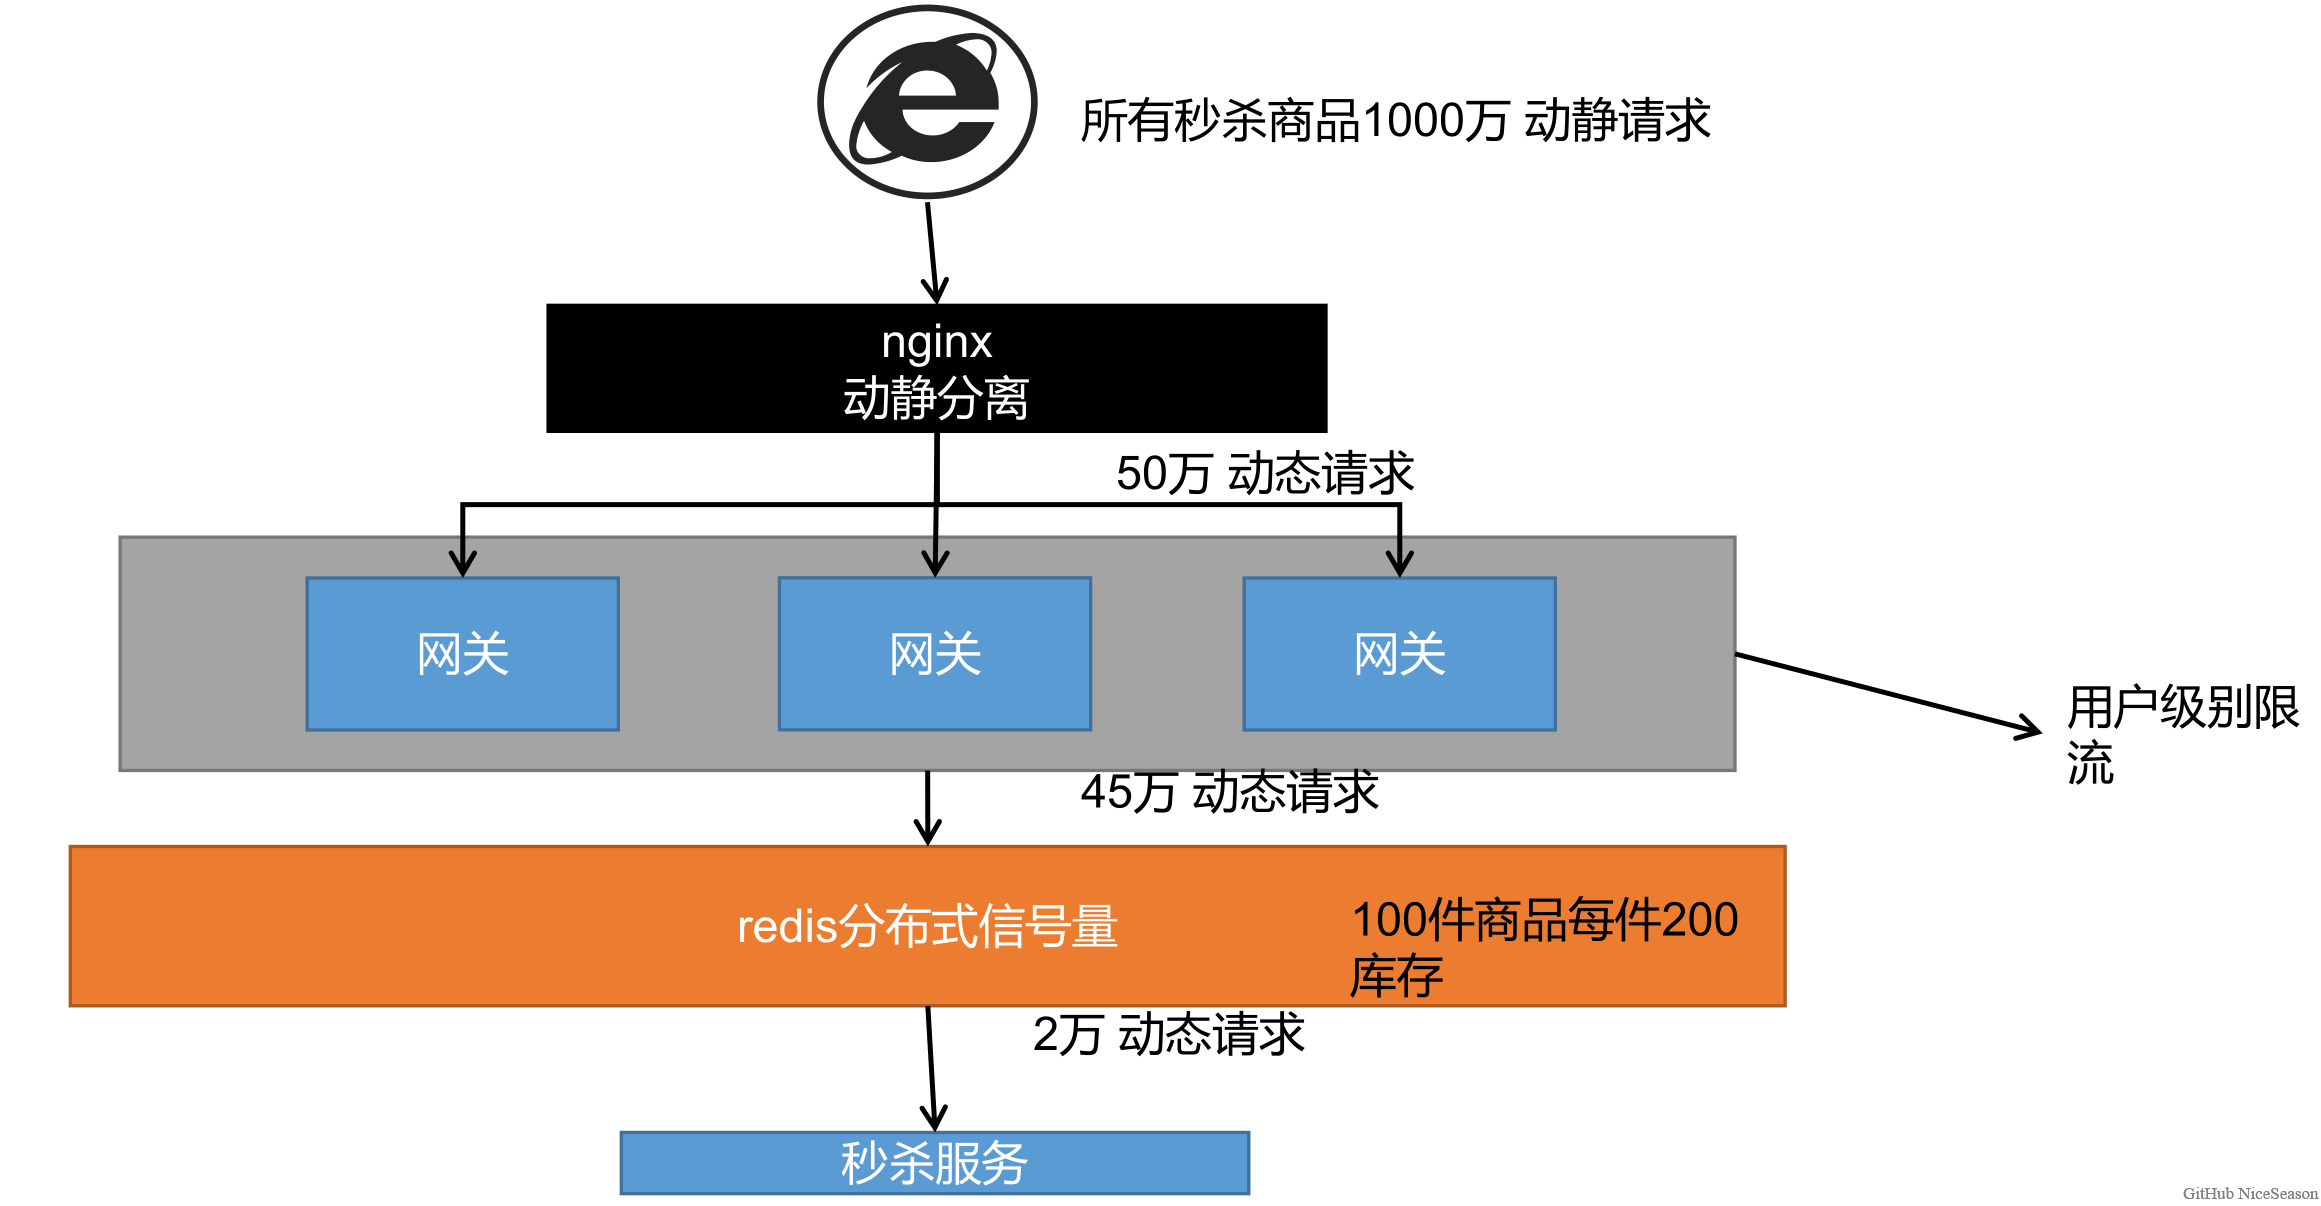 所有秒杀商品1000万 动静请求
nginx
动静分离
50万 动态请求
网关
网关
网关
用户级别限
流
45万 动态请求
redis分布式信号量
100件商品每件200
库存
2万 动态请求
秒杀服务
GitHub NiceSeason